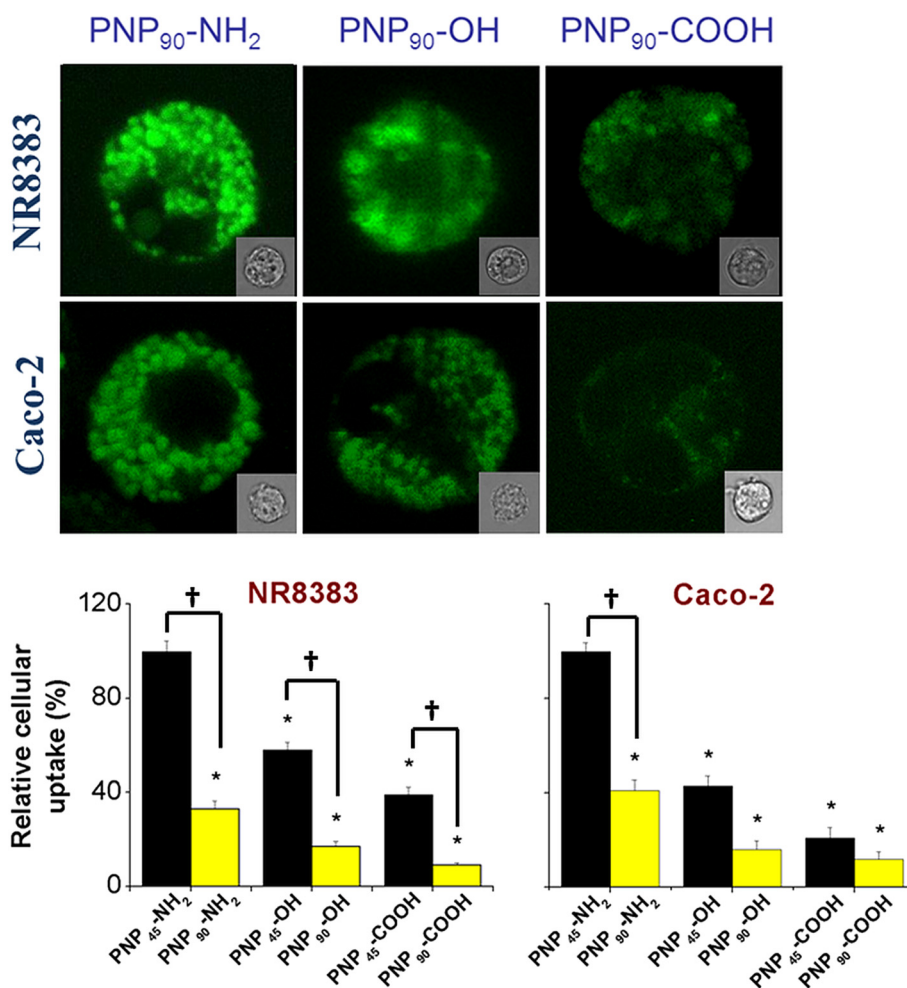 PNP₉₀-NH₂ PNP₉₀-OH PNP₉₀-COOH
NR8383
Caco-2
NR8383 Caco-2
Relative cellular
uptake (%)
120
80
40
0
† † † †
* * * * *
* * * * *
PNP₄₅-NH₂
PNP₉₀-NH₂
PNP₄₅-OH
PNP₉₀-OH
PNP₄₅-COOH
PNP₉₀-COOH
PNP₄₅-NH₂
PNP₉₀-NH₂
PNP₄₅-OH
PNP₉₀-OH
PNP₄₅-COOH
PNP₉₀-COOH